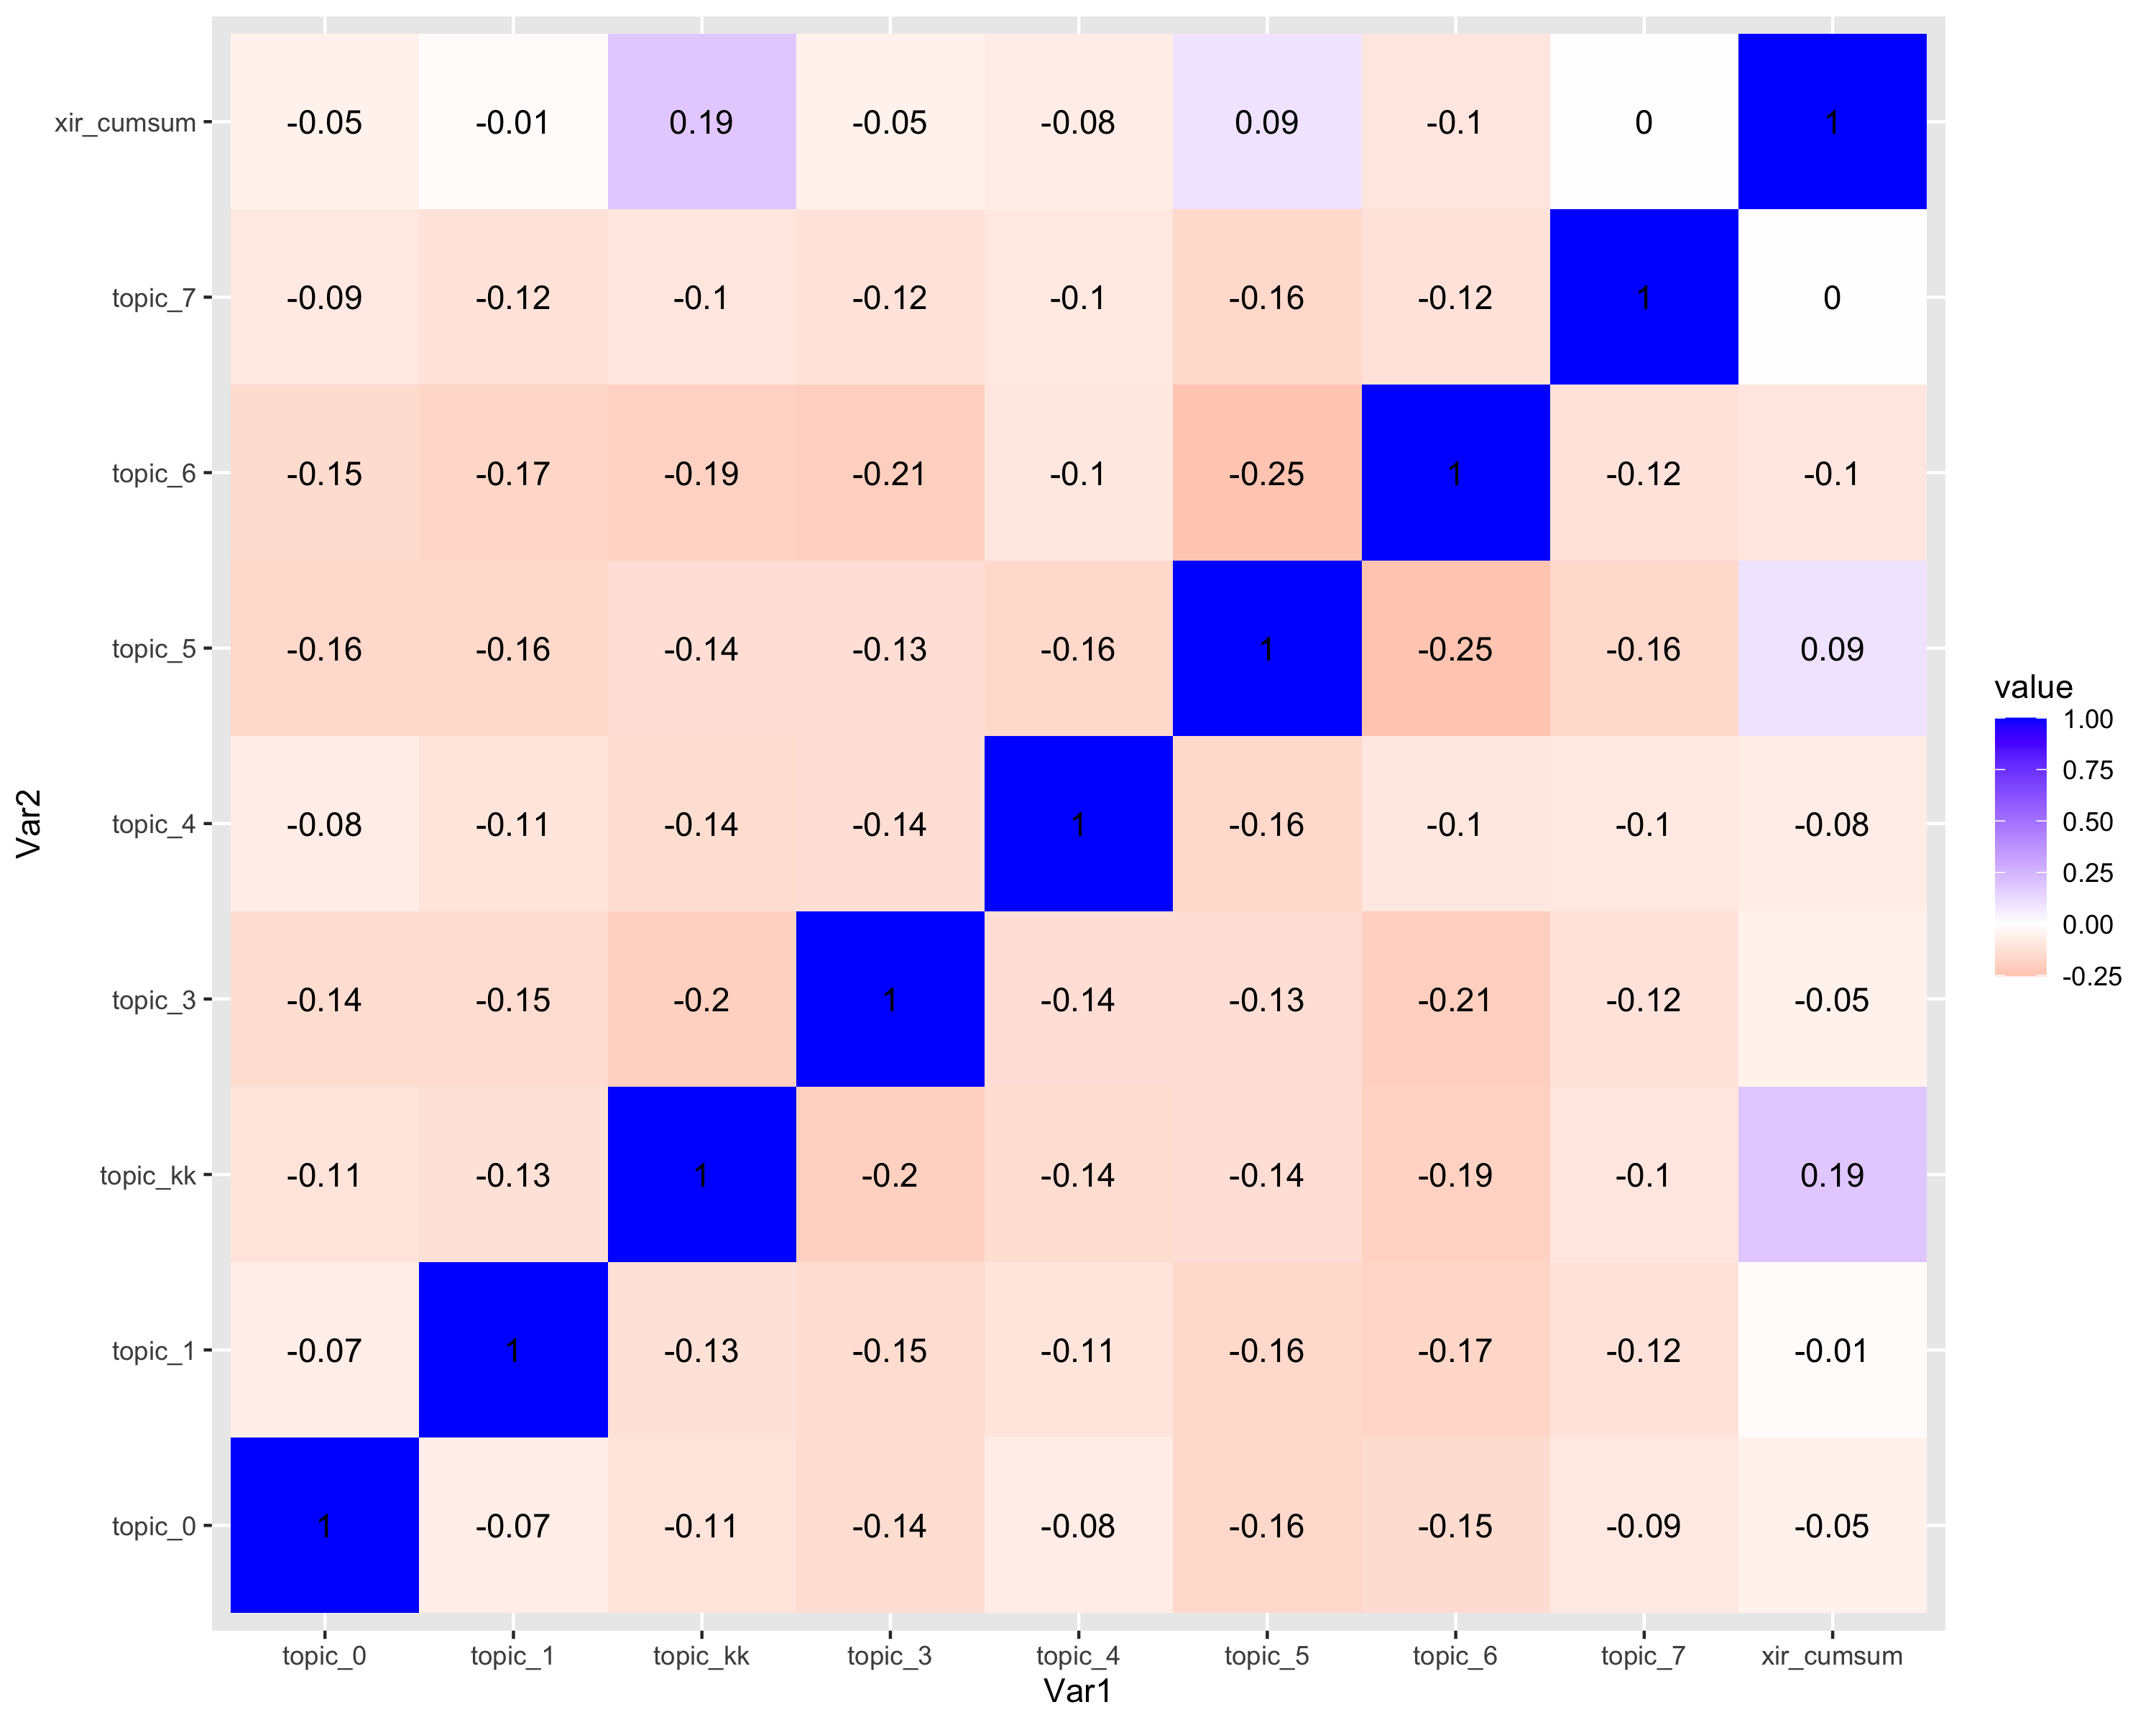 xir_cumsum -0.05 -0.01 0.19 -0.05 -0.08 0.09 -0.1 0 1
topic_7 -0.09 -0.12 -0.1 -0.12 -0.1 -0.16 -0.12 1 0
topic_6 -0.15 -0.17 -0.19 -0.21 -0.1 -0.25 1 -0.12 -0.1
topic_5 -0.16 -0.16 -0.14 -0.13 -0.16 1 -0.25 -0.16 0.09
topic_4 -0.08 -0.11 -0.14 -0.14 1 -0.16 -0.1 -0.1 -0.08
topic_3 -0.14 -0.15 -0.2 1 -0.14 -0.13 -0.21 -0.12 -0.05
topic_kk -0.11 -0.13 1 -0.2 -0.14 -0.14 -0.19 -0.1 0.19
topic_1 -0.07 1 -0.13 -0.15 -0.11 -0.16 -0.17 -0.12 -0.01
topic_0 1 -0.07 -0.11 -0.14 -0.08 -0.16 -0.15 -0.09 -0.05
topic_0 topic_1 topic_kk topic_3 topic_4 topic_5 topic_6 topic_7 xir_cumsum
Var1
Var2
value
1.00
0.75
0.50
0.25
0.00
-0.25